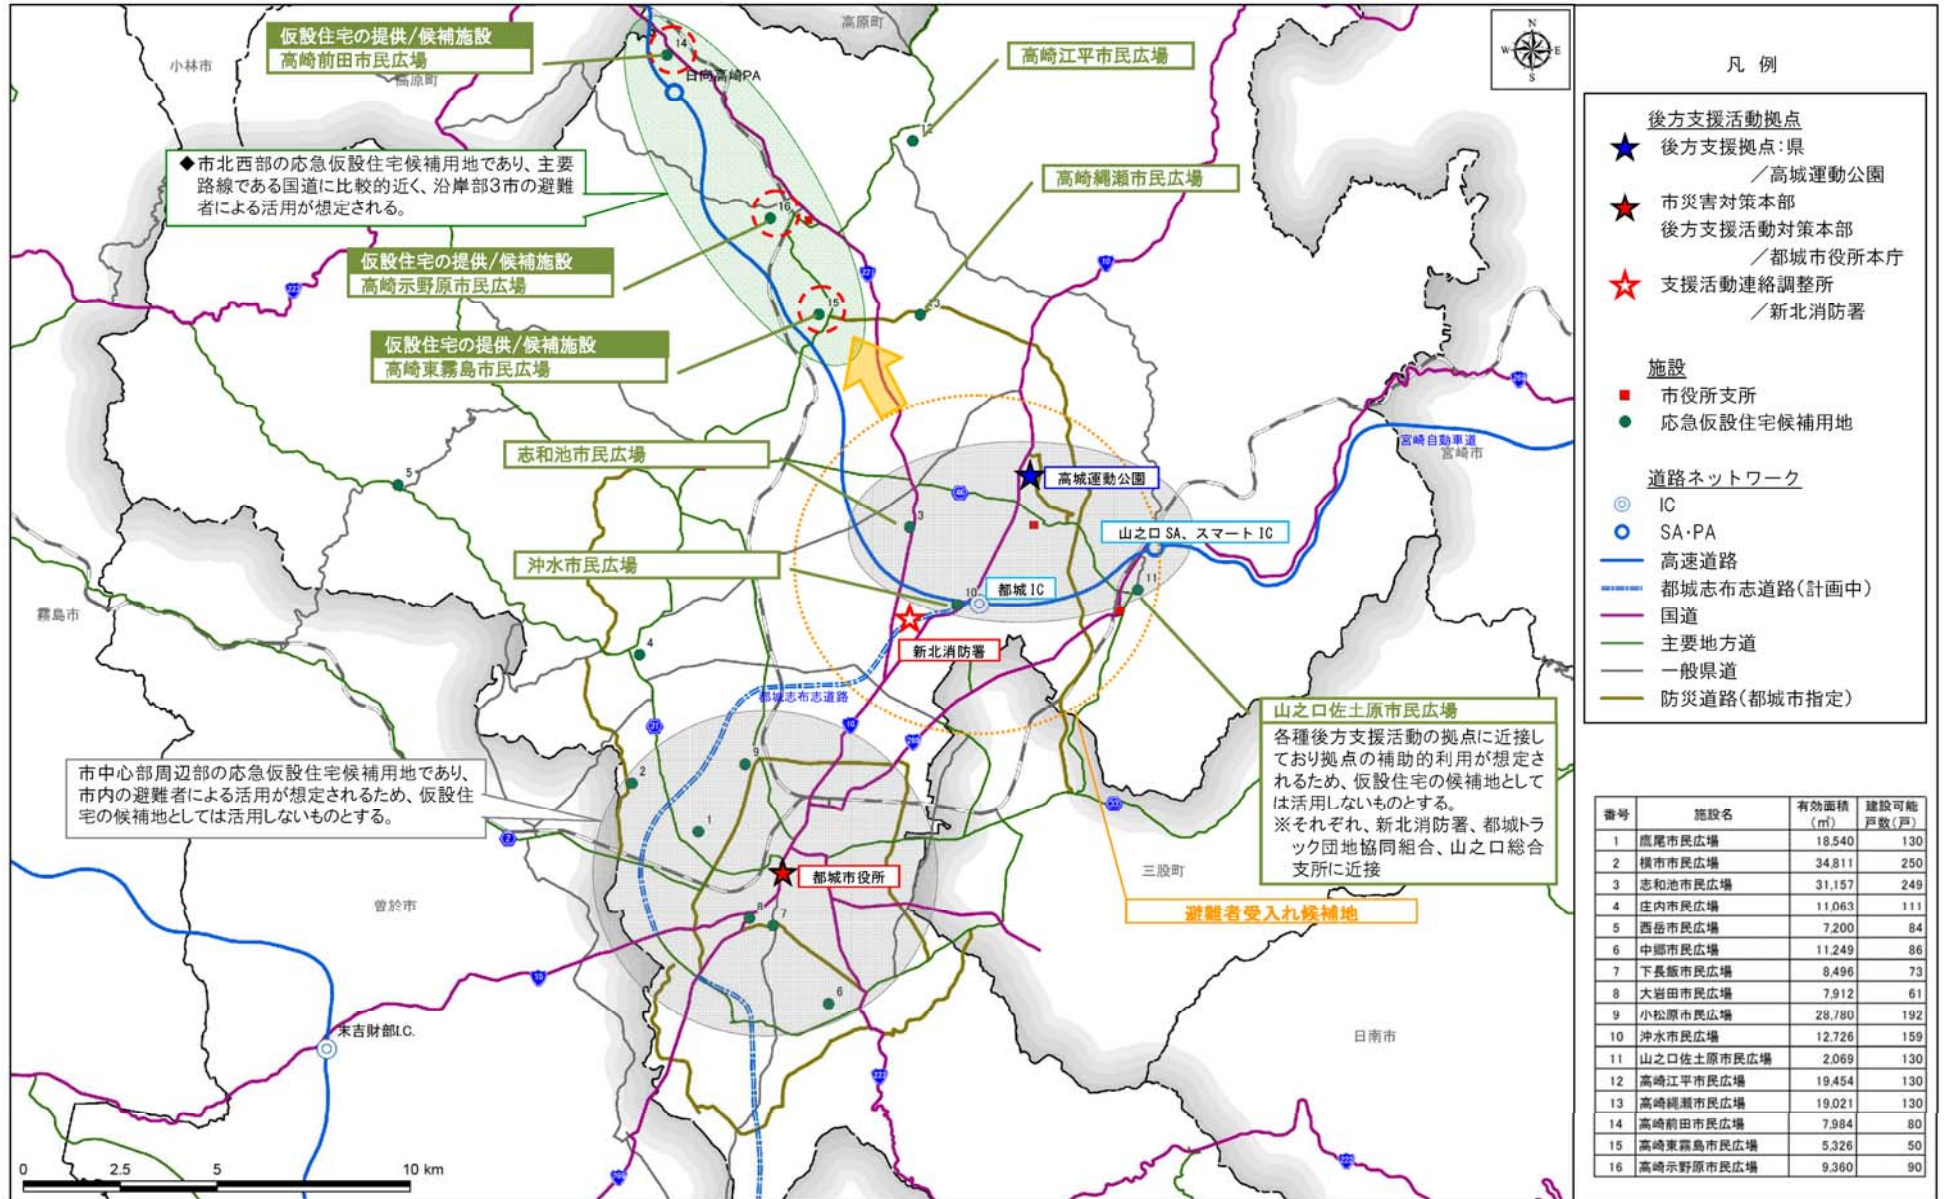 仮設住宅の提供/候補施設
高崎前田市民広場
14
日向高崎PA
小林市
高原町
高原町
高崎江平市民広場
12
N
W
E
S
◆市北西部の応急仮設住宅候補用地であり、主要
路線である国道に比較的近く、沿岸部3市の避難
者による活用が想定される。
高崎縄瀬市民広場
16
仮設住宅の提供/候補施設
高崎示野原市民広場
221
10
15
13
仮設住宅の提供/候補施設
高崎東霧島市民広場
宮崎自動車道
宮崎市
志和池市民広場
高城運動公園
5
46
3
山之口 SA、スマート IC
沖水市民広場
都城 IC
10
11
霧島市
新北消防署
4
都城志布志道路
31
10
山之口佐土原市民広場
各種後方支援活動の拠点に近接し
ており拠点の補助的利用が想定さ
れるため、仮設住宅の候補地として
は活用しないものとする。
※それぞれ、新北消防署、都城トラ
ック団地協同組合、山之口総合
支所に近接
市中心部周辺部の応急仮設住宅候補用地であり、
市内の避難者による活用が想定されるため、仮設住
宅の候補地としては活用しないものとする。
9
2
33
1
2
都城市役所
三股町
避難者受入れ候補地
曽於市
8
7
10
6
末吉財部I.C.
日南市
222
222
0
2.5
5
10 km
凡 例
後方支援活動拠点
後方支援拠点:県
／高城運動公園
市災害対策本部
後方支援活動対策本部
／都城市役所本庁
支援活動連絡調整所
／新北消防署
施設
市役所支所
応急仮設住宅候補用地
道路ネットワーク
IC
SA・PA
高速道路
都城志布志道路(計画中)
国道
主要地方道
一般県道
防災道路(都城市指定)
番号 施設名 有効面積(㎡) 建設可能戸数(戸)
1 鷹尾市民広場 18,540 130
2 横市市民広場 34,811 250
3 志和池市民広場 31,157 249
4 庄内市民広場 11,063 111
5 西岳市民広場 7,200 84
6 中郷市民広場 11,249 86
7 下長飯市民広場 8,496 73
8 大岩田市民広場 7,912 61
9 小松原市民広場 28,780 192
10 沖水市民広場 12,726 159
11 山之口佐土原市民広場 2,069 130
12 高崎江平市民広場 19,454 130
13 高崎縄瀬市民広場 19,021 130
14 高崎前田市民広場 7,984 80
15 高崎東霧島市民広場 5,326 50
16 高崎示野原市民広場 9,360 90